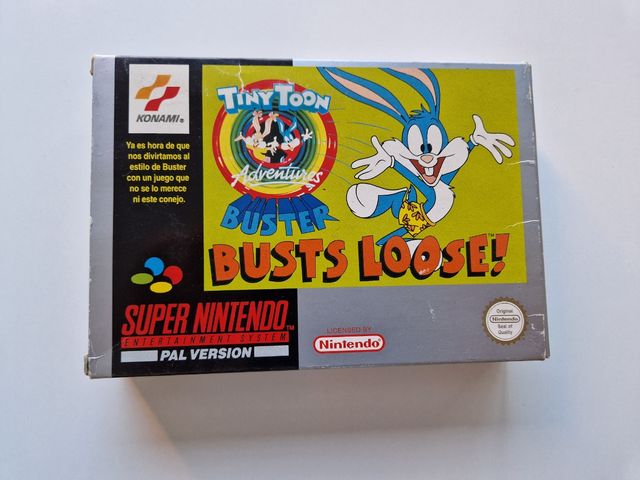 KONAMI®
Ya es hora de que
nos divirtamos al
estilo de Buster
con un juego que
no se lo merece
ni este conejo.
TINY TOON
Adventures
BUSTER
BUSTS LOOSE!™
SUPER NINTENDO™
ENTERTAINMENT SYSTEM
PAL VERSION
LICENSED BY
Nintendo®
Original
Nintendo
Seal of
Quality